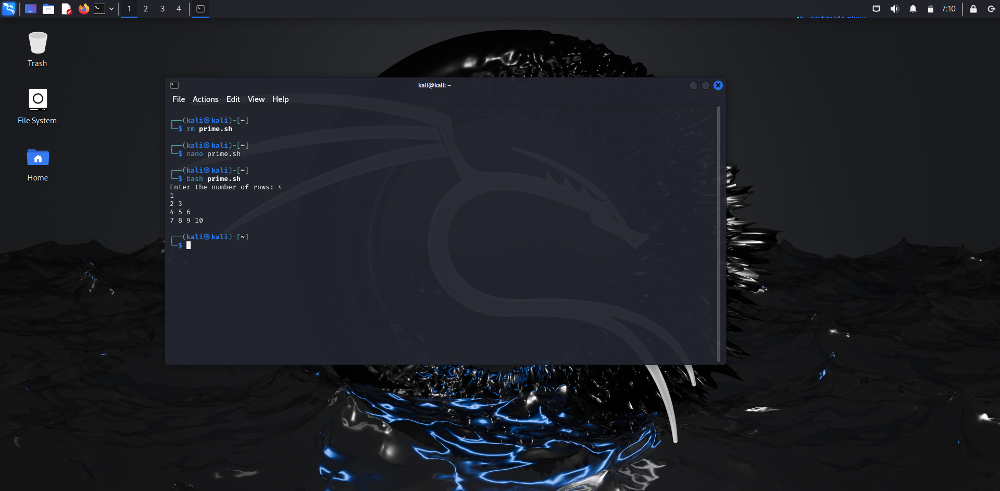 1 2 3 4 7:10
Trash
File System
Home
kali@kali: ~
File Actions Edit View Help
┌──(kali㉿kali)-[~]
└─$ rm prime.sh
┌──(kali㉿kali)-[~]
└─$ nano prime.sh
┌──(kali㉿kali)-[~]
└─$ bash prime.sh
Enter the number of rows: 4
1
2 3
4 5 6
7 8 9 10
┌──(kali㉿kali)-[~]
└─$